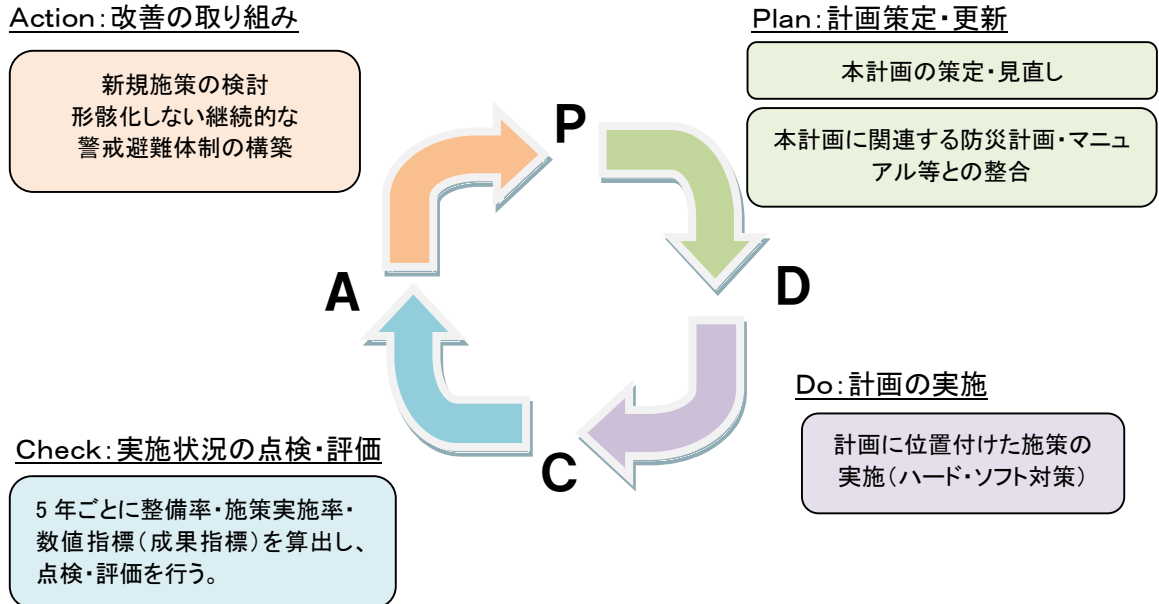 Action：改善の取り組み
新規施策の検討
形骸化しない継続的な
警戒避難体制の構築
Plan：計画策定・更新
本計画の策定・見直し
本計画に関連する防災計画・マニュ
アル等との整合
P
D
A
C
Do：計画の実施
計画に位置付けた施策の
実施（ハード・ソフト対策）
Check：実施状況の点検・評価
5 年ごとに整備率・施策実施率・
数値指標（成果指標）を算出し、
点検・評価を行う。